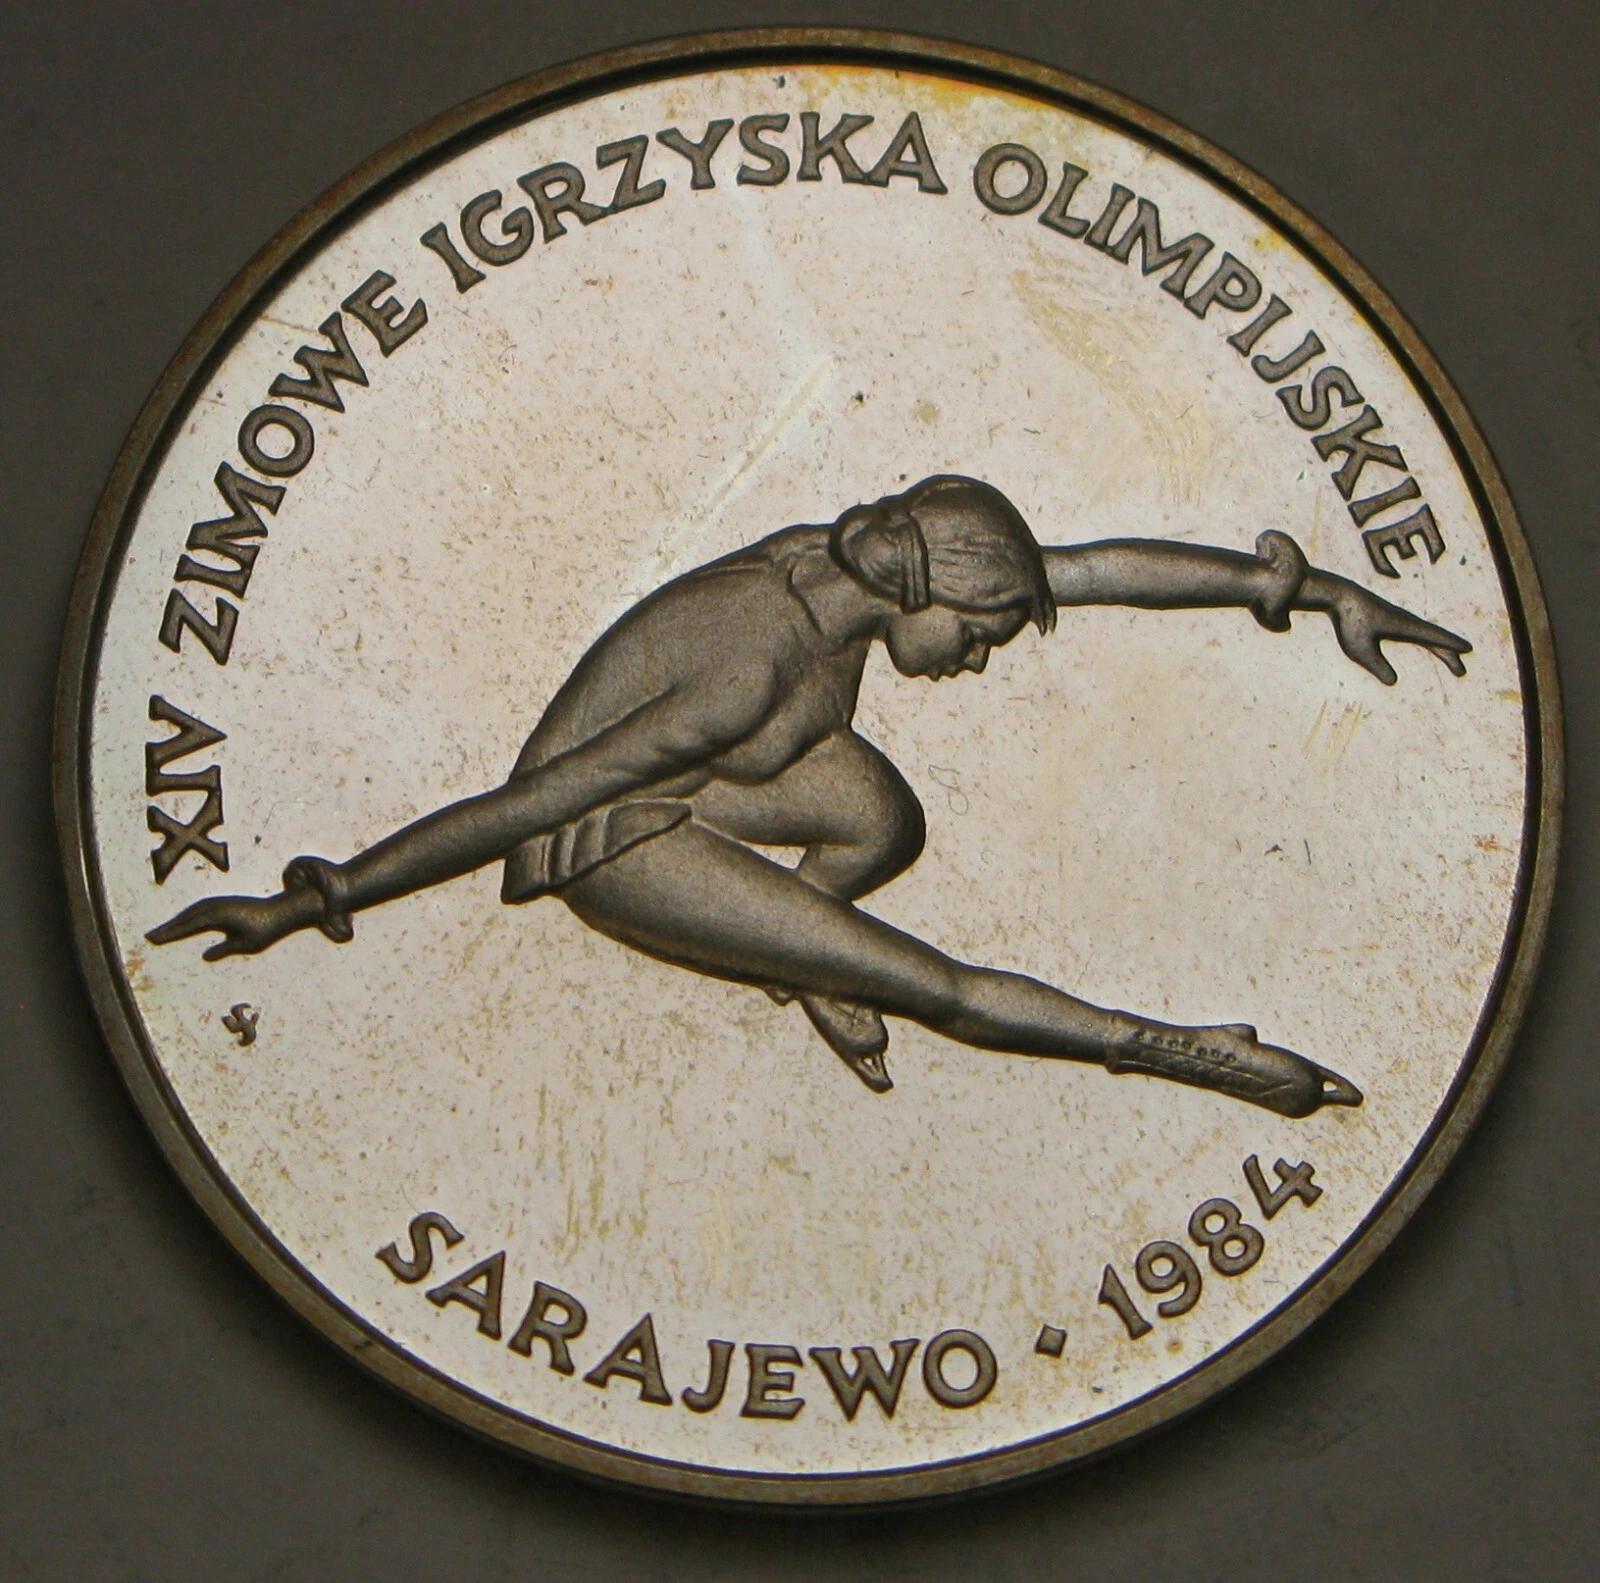 XIV ZIMOWE IGRZYSKA OLIMPIJSKIE
SARAJEWO · 1984